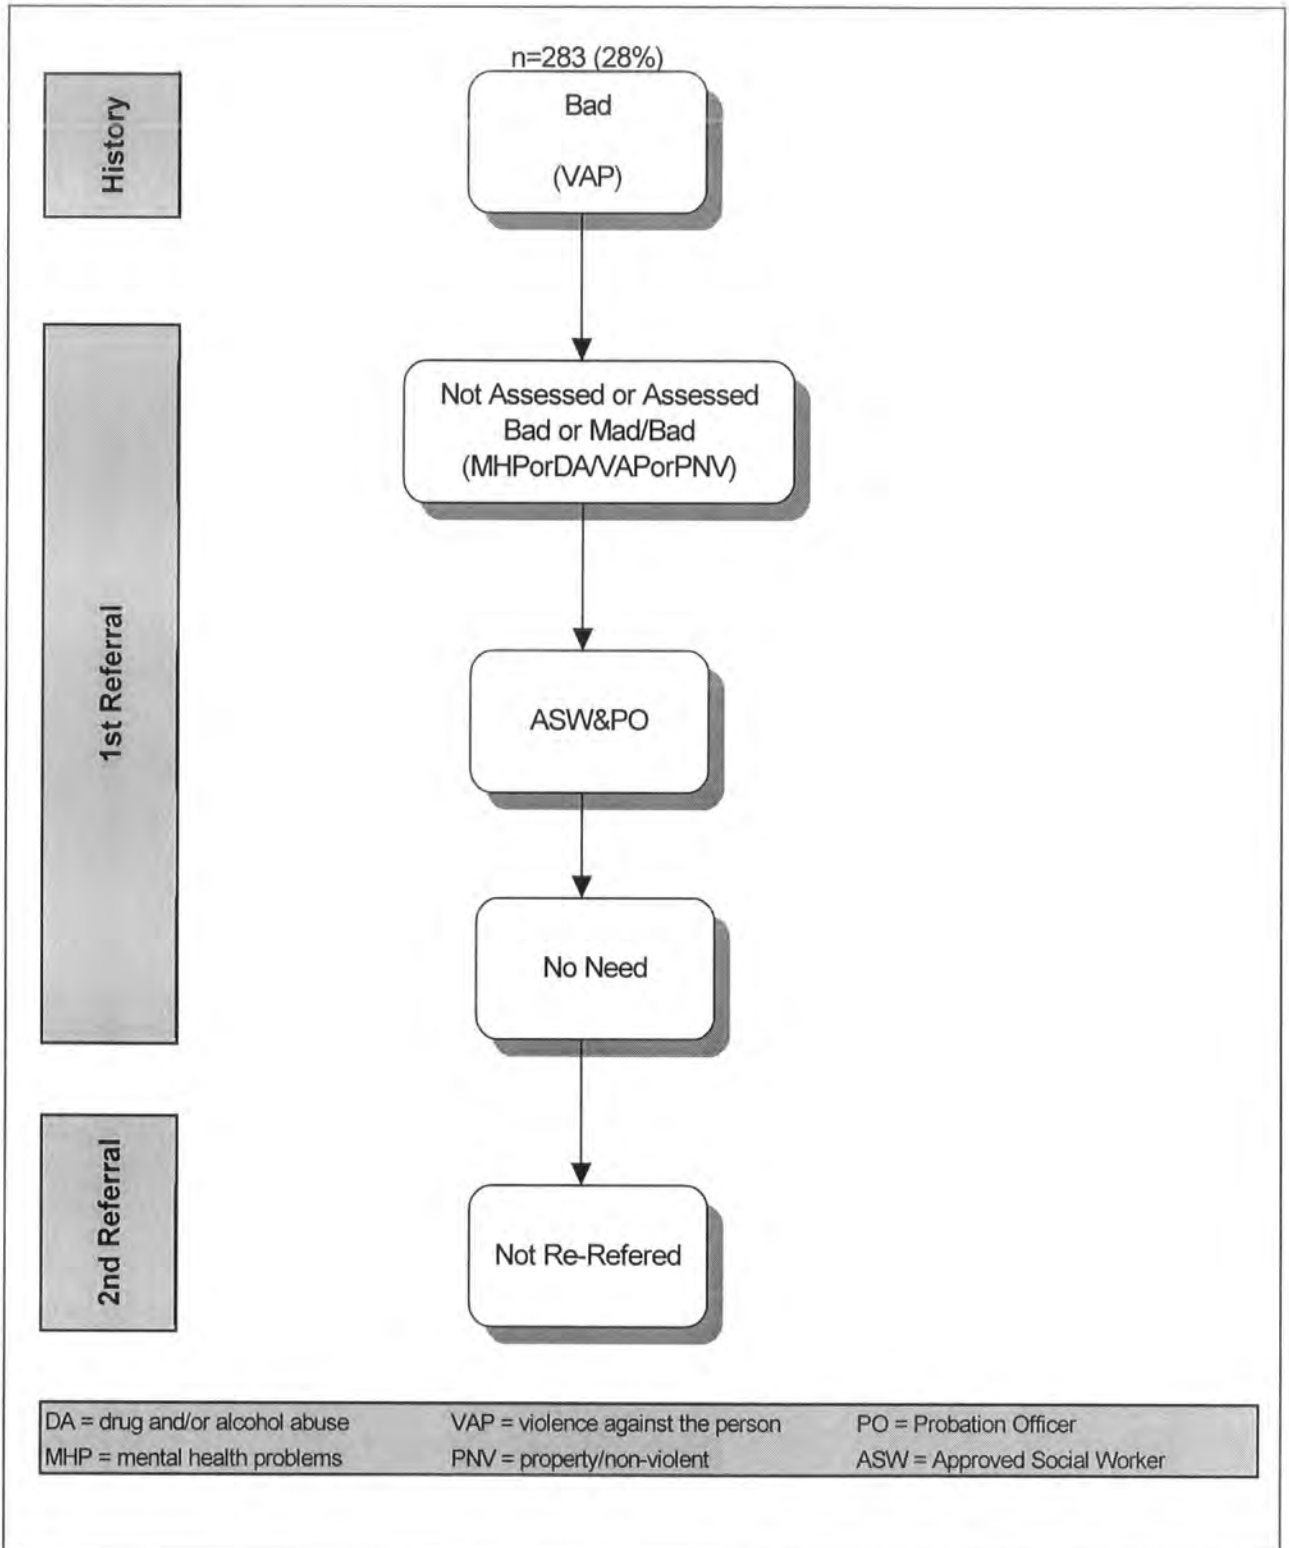 n=283 (28%)
History
Bad
(VAP)
1st Referral
Not Assessed or Assessed
Bad or Mad/Bad
(MHPorDA/VAPorPNV)
ASW&PO
No Need
2nd Referral
Not Re-Refered
DA = drug and/or alcohol abuse
VAP = violence against the person
PO = Probation Officer
MHP = mental health problems
PNV = property/non-violent
ASW = Approved Social Worker